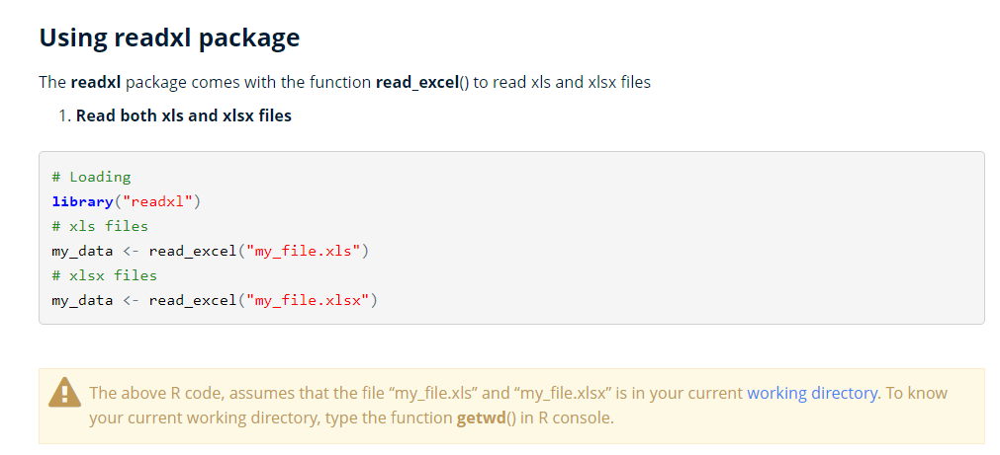 Using readxl package
The readxl package comes with the function read_excel() to read xls and xlsx files
1. Read both xls and xlsx files
# Loading
library("readxl")
# xls files
my_data <- read_excel("my_file.xls")
# xlsx files
my_data <- read_excel("my_file.xlsx")
The above R code, assumes that the file “my_file.xls” and “my_file.xlsx” is in your current working directory. To know
your current working directory, type the function getwd() in R console.